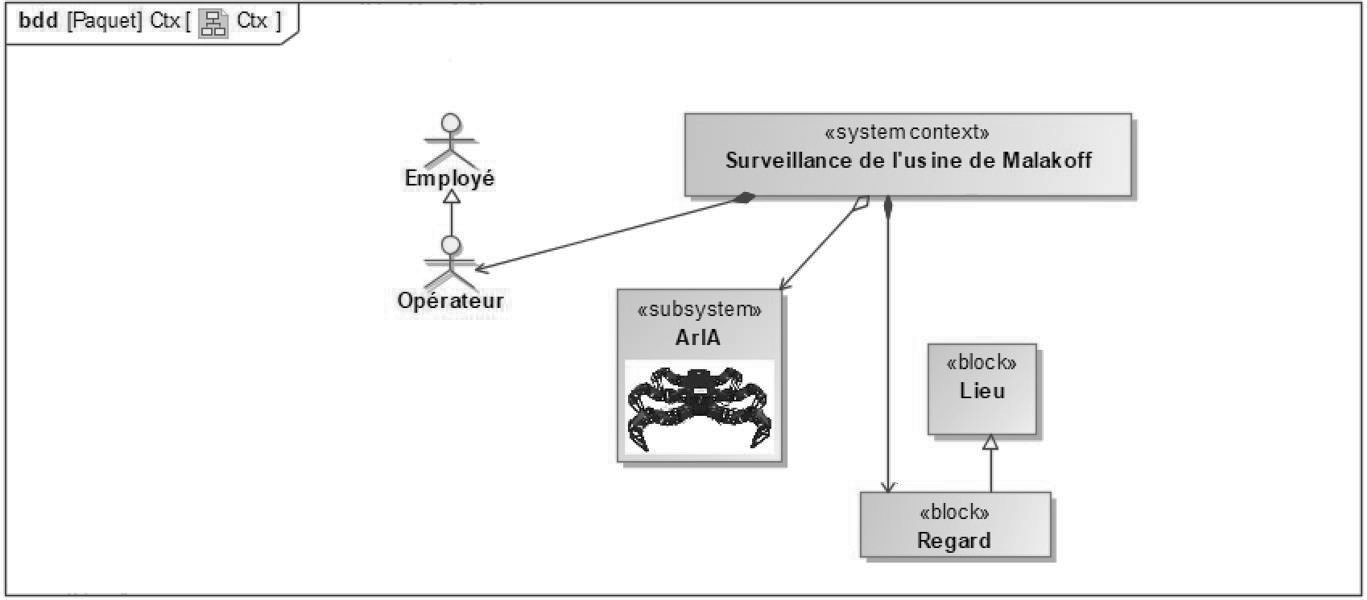 bdd [Paquet] Ctx [ Ctx ]
«system context»
Surveillance de l'usine de Malakoff
Employé
Opérateur
«subsystem»
ArIA
«block»
Lieu
«block»
Regard